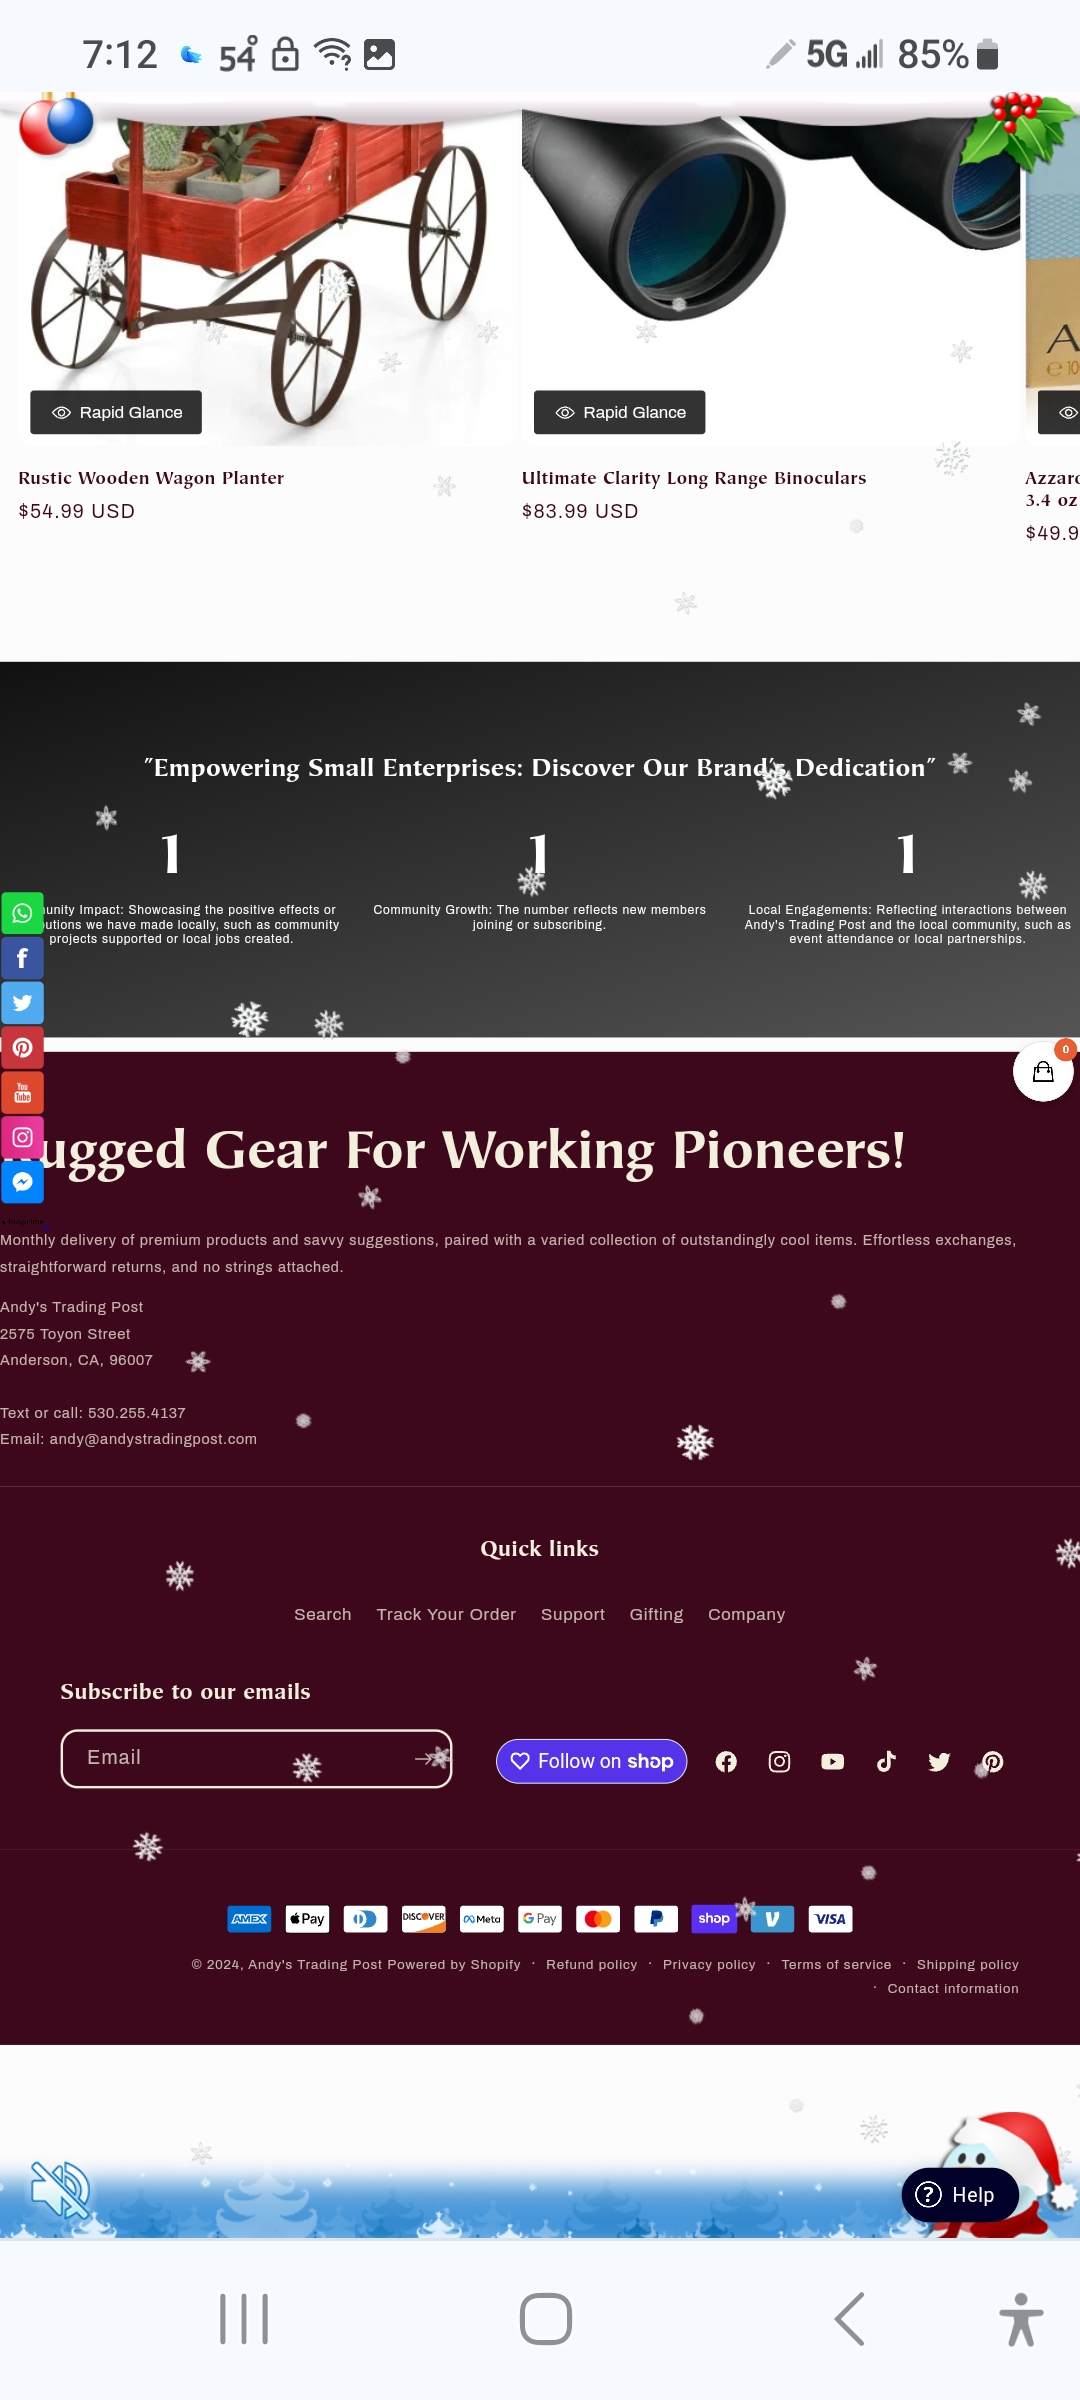 7:12 54° 5G 85%
Rapid Glance
Rapid Glance
Rustic Wooden Wagon Planter
$54.99 USD
Ultimate Clarity Long Range Binoculars
$83.99 USD
3.4 oz
$49.9
"Empowering Small Enterprises: Discover Our Brand's Dedication"
1
1
1
Impact: Showcasing the positive effects or
we have made locally, such as community
projects supported or local jobs created.
Community Growth: The number reflects new members
joining or subscribing.
Local Engagements: Reflecting interactions between
Andy's Trading Post and the local community, such as
event attendance or local partnerships.
You
Tube
0
ugged Gear For Working Pioneers!
Monthly delivery of premium products and savvy suggestions, paired with a varied collection of outstandingly cool items. Effortless exchanges,
straightforward returns, and no strings attached.
Andy's Trading Post
2575 Toyon Street
Anderson, CA, 96007
Text or call: 530.255.4137
Email: andy@andystradingpost.com
Quick links
Search Track Your Order Support Gifting Company
Subscribe to our emails
Email
Follow on shop
AMEX Pay DISCOVER Meta G Pay shop VISA
© 2024, Andy's Trading Post Powered by Shopify · Refund policy · Privacy policy · Terms of service · Shipping policy
· Contact information
Help